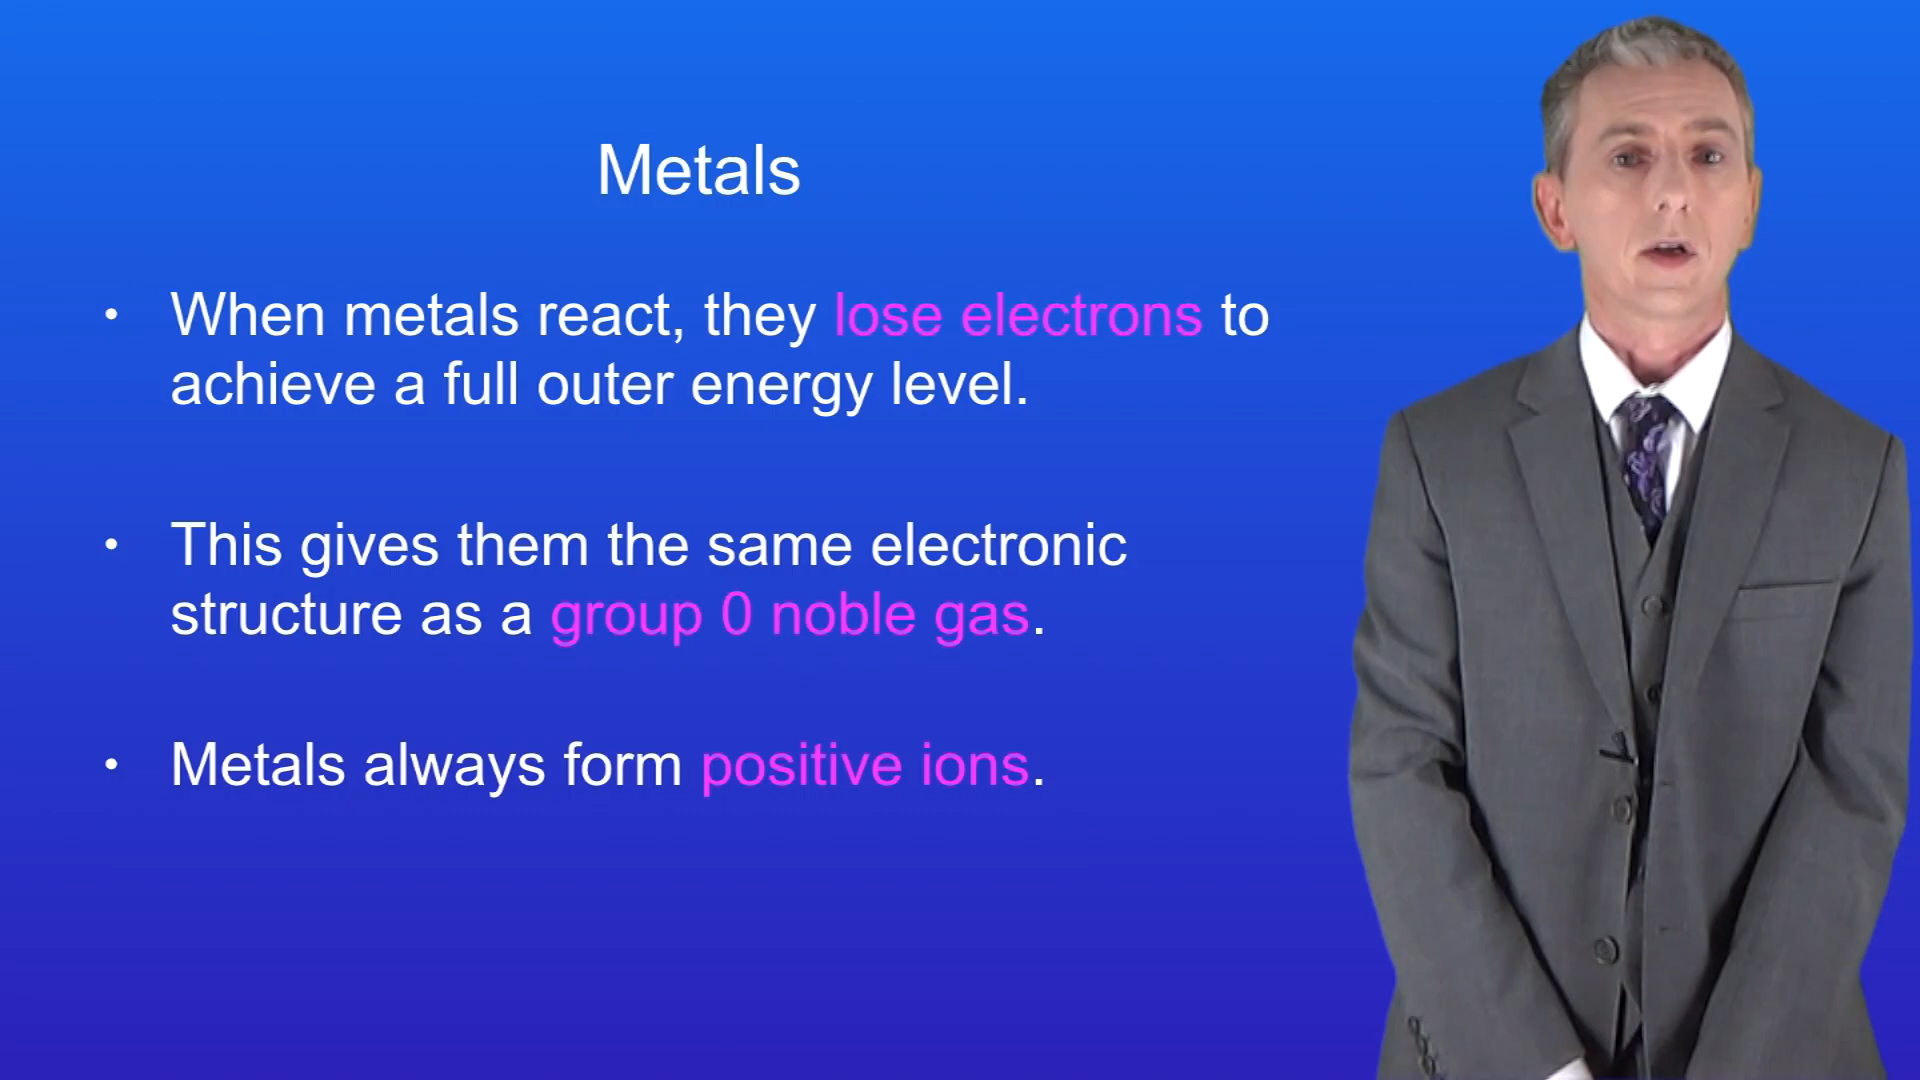 Metals
• When metals react, they lose electrons to
achieve a full outer energy level.
• This gives them the same electronic
structure as a group 0 noble gas.
• Metals always form positive ions.